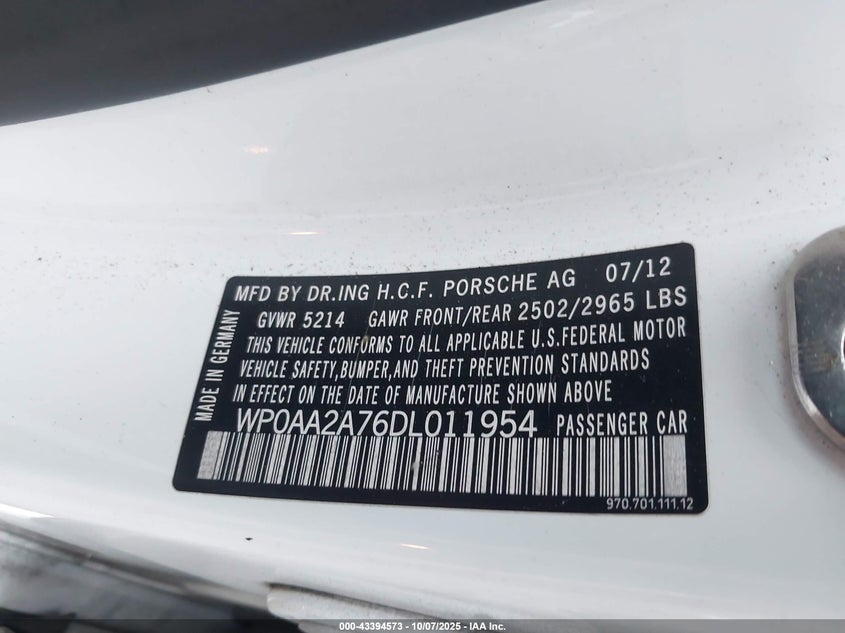 MFD BY DR.ING H.C.F. PORSCHE AG 07/12
GVWR 5214 GAWR FRONT/REAR 2502/2965 LBS
THIS VEHICLE CONFORMS TO ALL APPLICABLE U.S.FEDERAL MOTOR
VEHICLE SAFETY,BUMPER,AND THEFT PREVENTION STANDARDS
IN EFFECT ON THE DATE OF MANUFACTURE SHOWN ABOVE
WP0AA2A76DL011954 PASSENGER CAR
MADE IN GERMANY
970.701.111.12
000-43394573 | 10/07/2025 | IAA Inc.